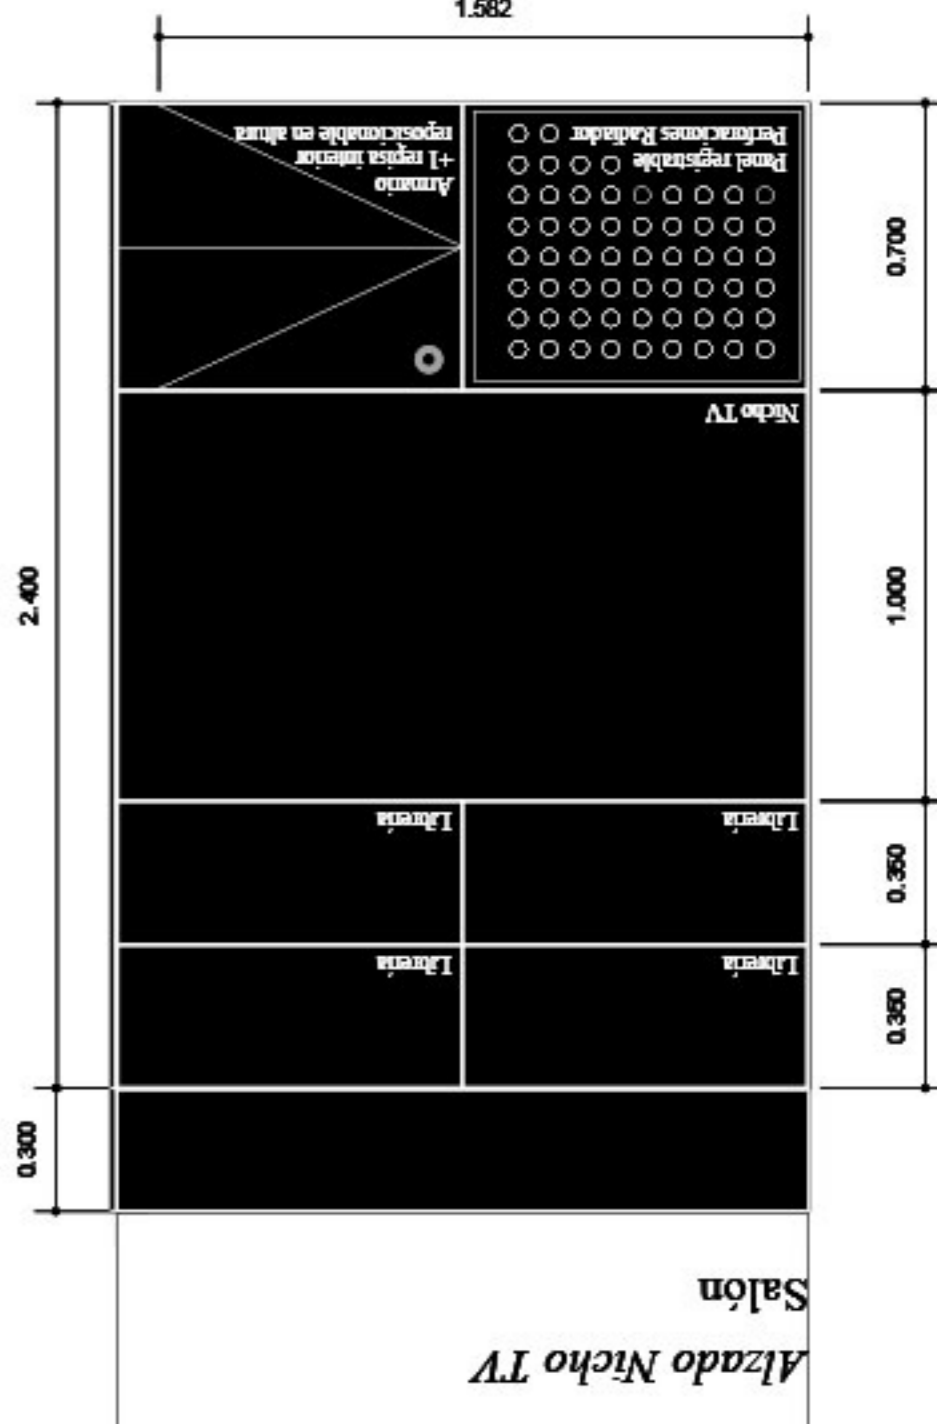 Alzado Nicho TV
Salón
0.300
0.350
Librería
Librería
0.350
Librería
Librería
2.400
1.000
Nicho TV
0.700
Panel registrable
Perforaciones Radiador
Armario
+1 repisa interior
reposicionable en altura
1.582